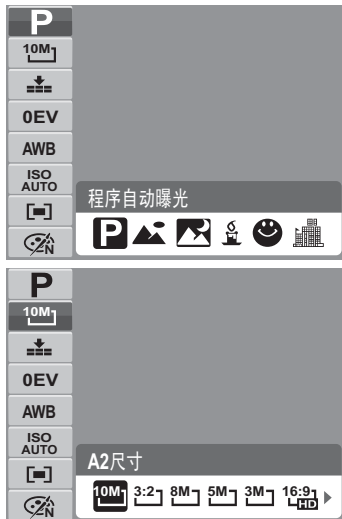 P
10M
0EV
AWB
ISO
AUTO
N
程序自动曝光
P
P
10M
0EV
AWB
ISO
AUTO
N
A2尺寸
10M 3:2 8M 5M 3M 16:9
HD